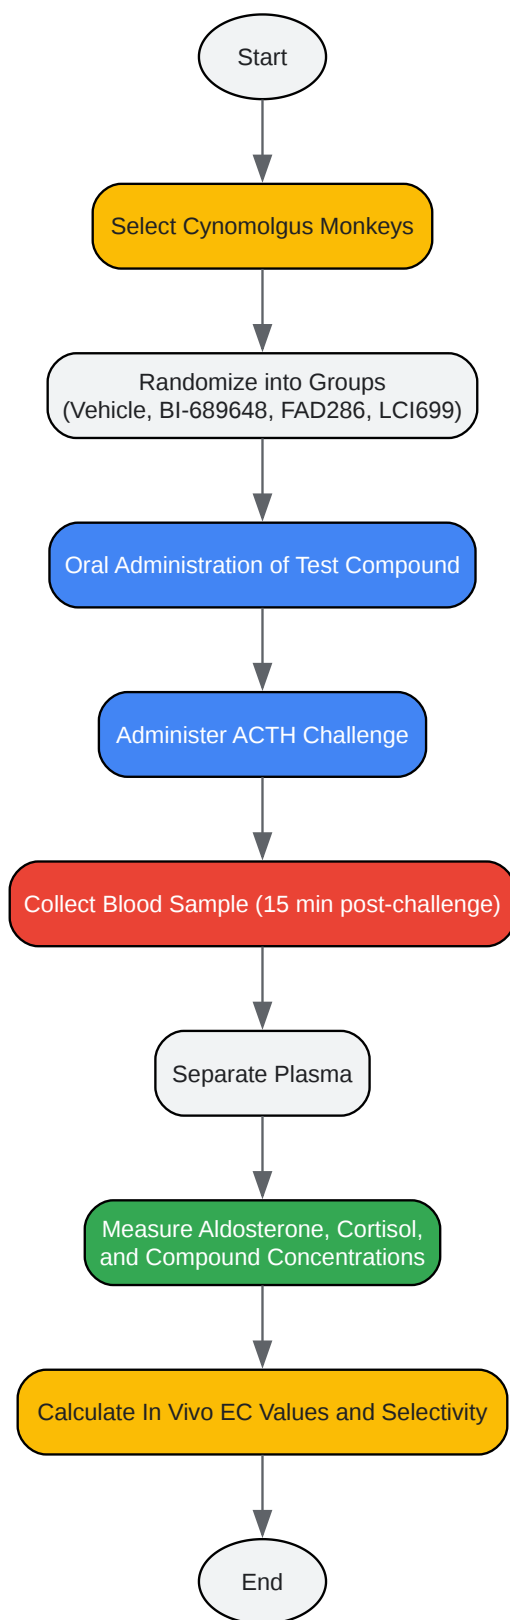 Start
Select Cynomolgus Monkeys
Randomize into Groups
(Vehicle, BI-689648, FAD286, LCI699)
Oral Administration of Test Compound
Administer ACTH Challenge
Collect Blood Sample (15 min post-challenge)
Separate Plasma
Measure Aldosterone, Cortisol,
and Compound Concentrations
Calculate In Vivo EC Values and Selectivity
End